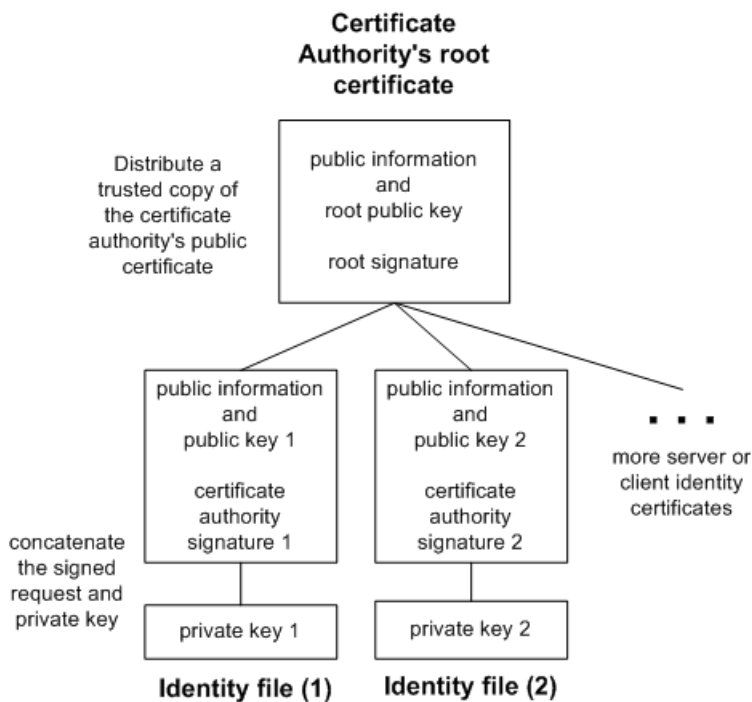 Certificate
Authority's root
certificate
Distribute a
trusted copy of
the certificate
authority's public
certificate
public information
and
root public key
root signature
public information
and
public key 1
certificate
authority
signature 1
public information
and
public key 2
certificate
authority
signature 2
. . .
more server or
client identity
certificates
concatenate
the signed
request and
private key
private key 1
private key 2
Identity file (1)
Identity file (2)